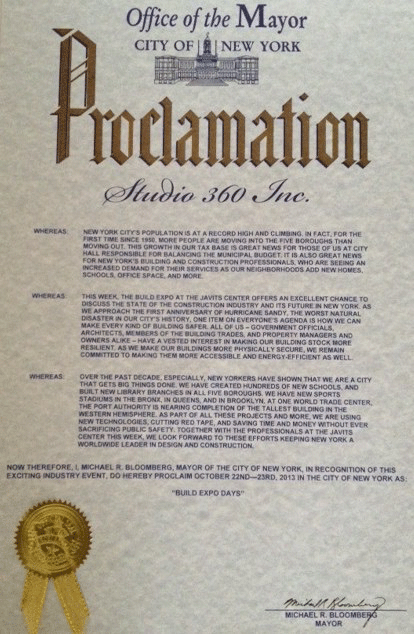 Office of the Mayor
CITY OF NEW YORK
Proclamation
Studio 360 Inc.
WHEREAS: NEW YORK CITY'S POPULATION IS AT A RECORD HIGH AND CLIMBING. IN FACT, FOR THE
FIRST TIME SINCE 1950, MORE PEOPLE ARE MOVING INTO THE FIVE BOROUGHS THAN
MOVING OUT. THIS GROWTH IN OUR TAX BASE IS GREAT NEWS FOR THOSE OF US AT CITY
HALL RESPONSIBLE FOR BALANCING THE MUNICIPAL BUDGET. IT IS ALSO GREAT NEWS
FOR NEW YORK'S BUILDING AND CONSTRUCTION PROFESSIONALS, WHO ARE SEEING AN
INCREASED DEMAND FOR THEIR SERVICES AS OUR NEIGHBORHOODS ADD NEW HOMES,
SCHOOLS, OFFICE SPACE, AND MORE.
WHEREAS: THIS WEEK, THE BUILD EXPO AT THE JAVITS CENTER OFFERS AN EXCELLENT CHANCE TO
DISCUSS THE STATE OF THE CONSTRUCTION INDUSTRY AND ITS FUTURE IN NEW YORK. AS
WE APPROACH THE FIRST ANNIVERSARY OF HURRICANE SANDY, THE WORST NATURAL
DISASTER IN OUR CITY'S HISTORY, ONE ITEM ON EVERYONE'S AGENDA IS HOW WE CAN
MAKE EVERY KIND OF BUILDING SAFER. ALL OF US – GOVERNMENT OFFICIALS,
ARCHITECTS, MEMBERS OF THE BUILDING TRADES, AND PROPERTY MANAGERS AND
OWNERS ALIKE – HAVE A VESTED INTEREST IN MAKING OUR BUILDING STOCK MORE
RESILIENT. AS WE MAKE OUR BUILDINGS MORE PHYSICALLY SECURE, WE REMAIN
COMMITTED TO MAKING THEM MORE ACCESSIBLE AND ENERGY-EFFICIENT AS WELL.
WHEREAS: OVER THE PAST DECADE, ESPECIALLY, NEW YORKERS HAVE SHOWN THAT WE ARE A CITY
THAT GETS BIG THINGS DONE. WE HAVE CREATED HUNDREDS OF NEW SCHOOLS, AND
BUILT NEW LIBRARY BRANCHES IN ALL FIVE BOROUGHS. WE HAVE NEW SPORTS
STADIUMS IN THE BRONX, IN QUEENS, AND IN BROOKLYN. AT ONE WORLD TRADE CENTER,
THE PORT AUTHORITY IS NEARING COMPLETION OF THE TALLEST BUILDING IN THE
WESTERN HEMISPHERE. AS PART OF ALL THESE PROJECTS AND MORE, WE ARE USING
NEW TECHNOLOGIES, CUTTING RED TAPE, AND SAVING TIME AND MONEY WITHOUT EVER
SACRIFICING PUBLIC SAFETY. TOGETHER WITH THE PROFESSIONALS AT THE JAVITS
CENTER THIS WEEK, WE LOOK FORWARD TO THESE EFFORTS KEEPING NEW YORK A
WORLDWIDE LEADER IN DESIGN AND CONSTRUCTION.
NOW THEREFORE, I, MICHAEL R. BLOOMBERG, MAYOR OF THE CITY OF NEW YORK, IN RECOGNITION OF THIS
EXCITING INDUSTRY EVENT, DO HEREBY PROCLAIM OCTOBER 22ND—23RD, 2013 IN THE CITY OF NEW YORK AS:
"BUILD EXPO DAYS"
Michael R. Bloomberg
MICHAEL R. BLOOMBERG
MAYOR